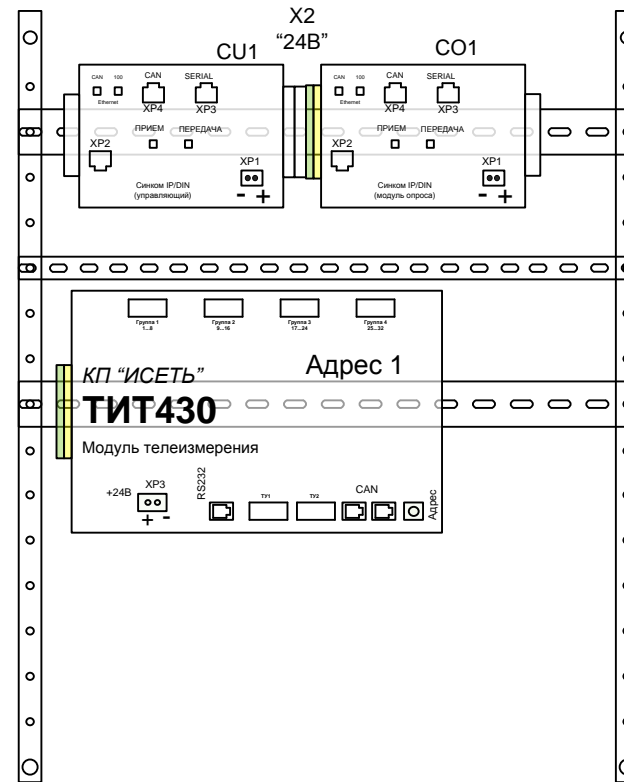 X2
“24В”
CU1
CO1
CAN 100 CAN SERIAL
Ethernet XP4 XP3
ПРИЕМ ПЕРЕДАЧА
XP2
XP1
- +
Синком IP/DIN
(управляющий)
CAN 100 CAN SERIAL
Ethernet XP4 XP3
ПРИЕМ ПЕРЕДАЧА
XP2
XP1
- +
Синком IP/DIN
(модуль опроса)
Группа 1
1...8
Группа 2
9...16
Группа 3
17...24
Группа 4
25...32
КП “ИСЕТЬ”
Адрес 1
ТИТ430
Модуль телеизмерения
+24В
XP3
+ -
RS232
ТУ1
ТУ2
CAN
Адрес